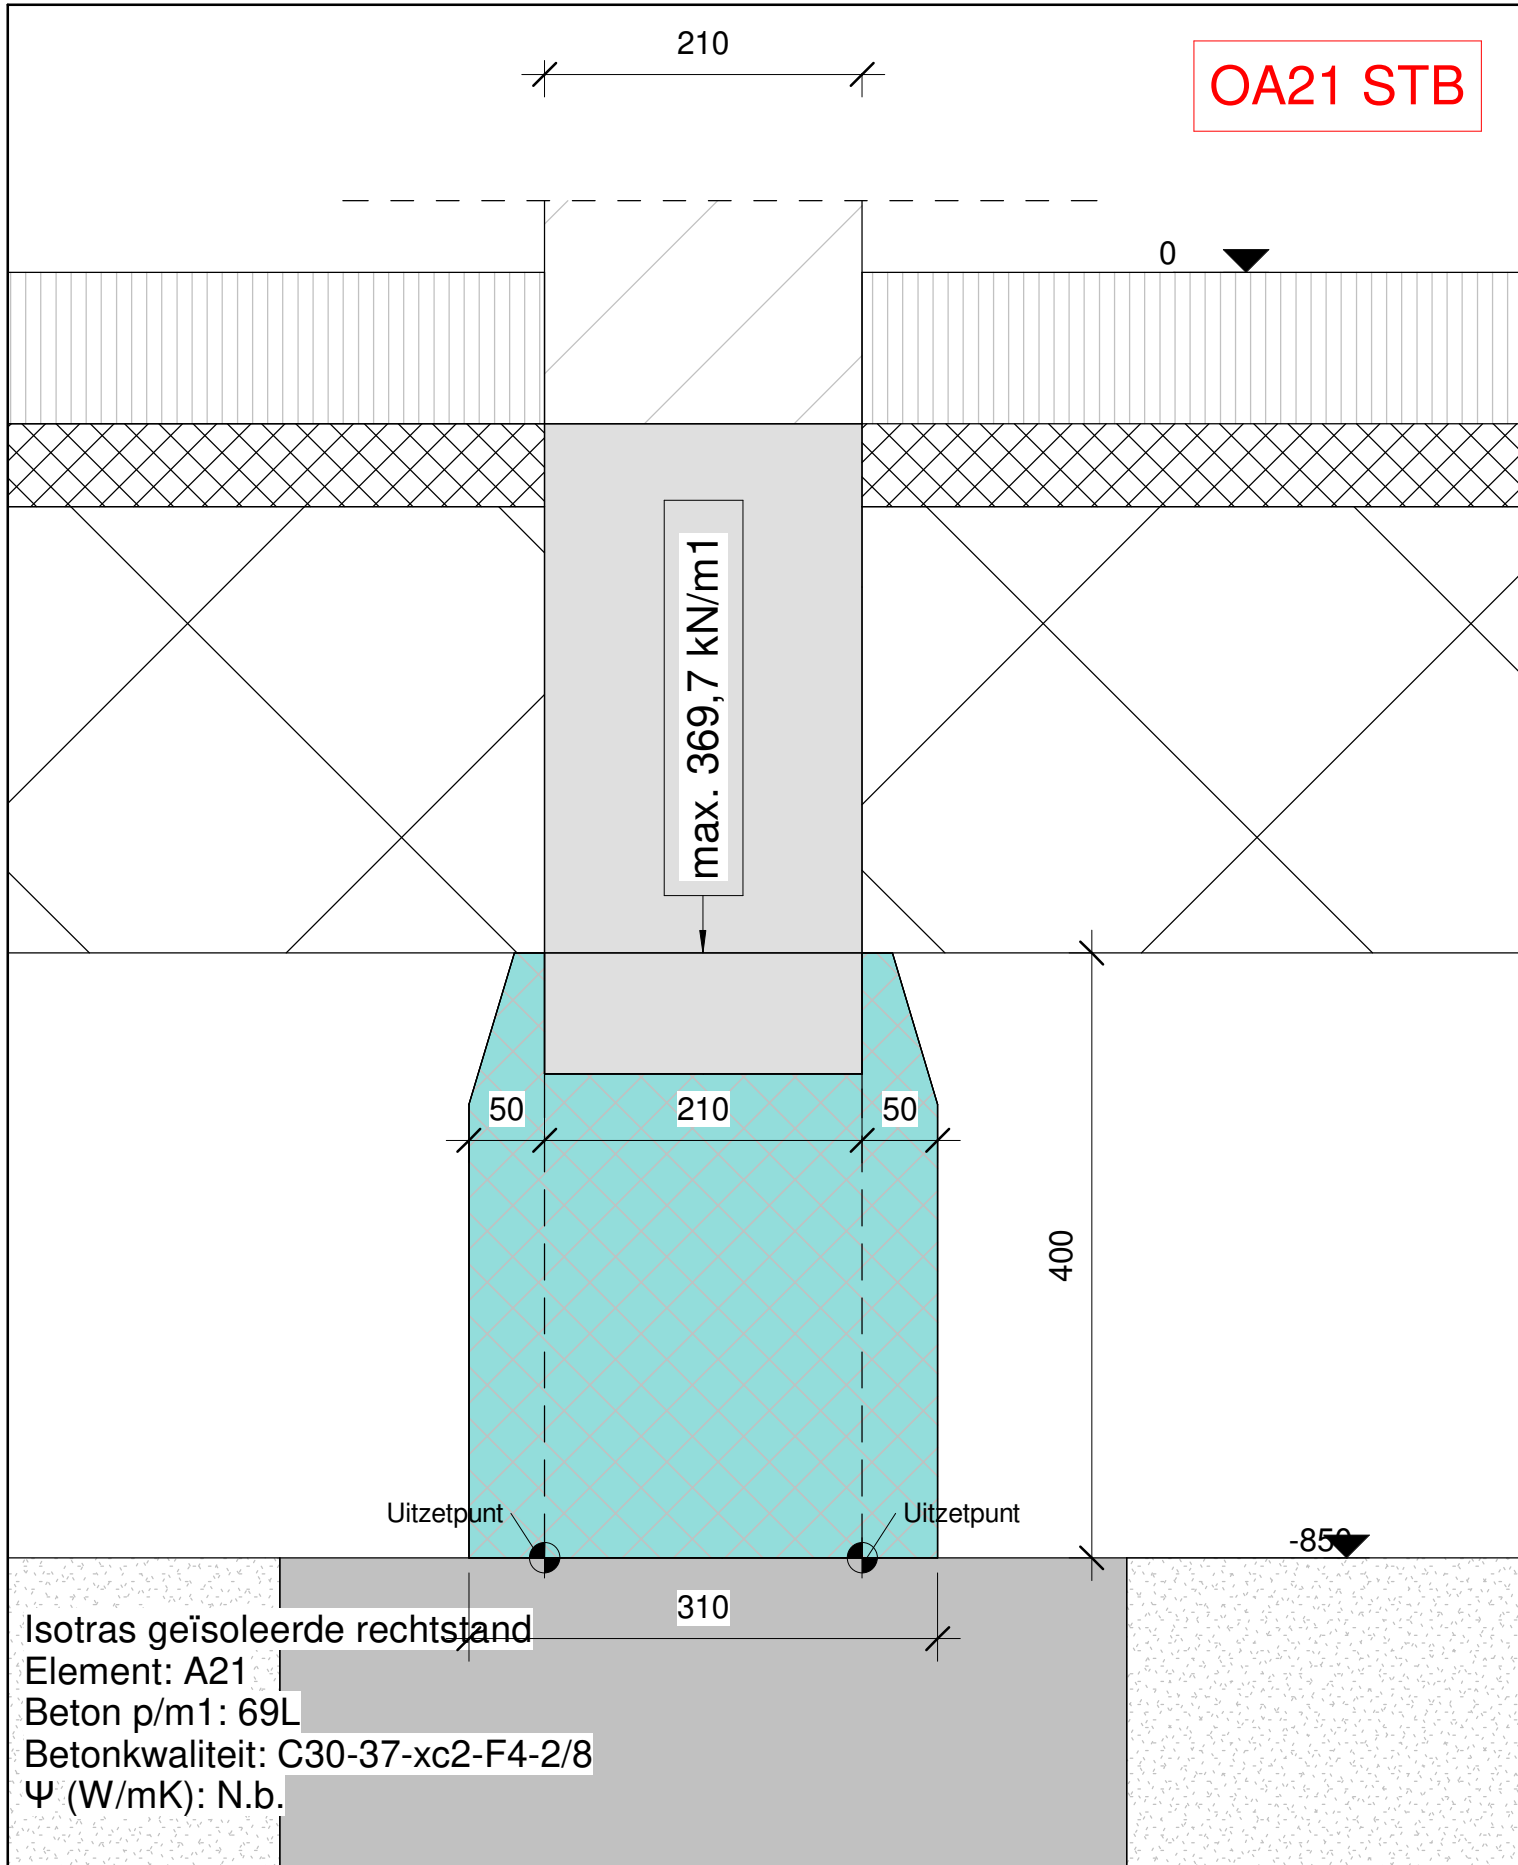 210
OA21 STB
0
max. 369,7 kN/m1
50
210
50
400
Uitzetpunt
Uitzetpunt
-850
310
Isotras geïsoleerde rechtstand
Element: A21
Beton p/m1: 69L
Betonkwaliteit: C30-37-xc2-F4-2/8
Ψ (W/mK): N.b.